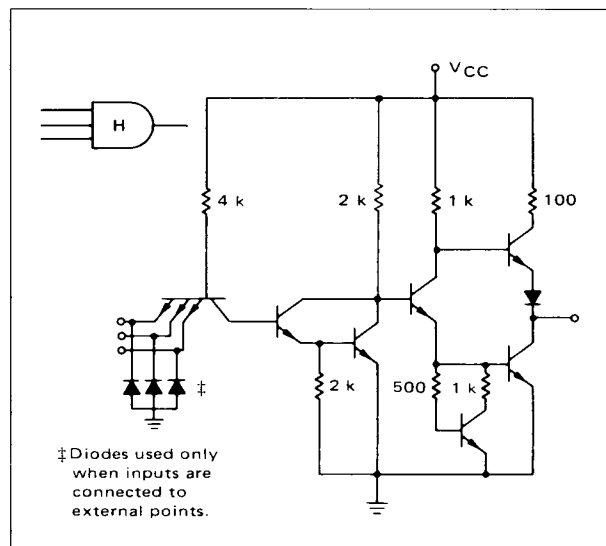 VCC
H
4 k
2 k
1 k
100
2 k
500
1 k
‡
‡Diodes used only
when inputs are
connected to
external points.